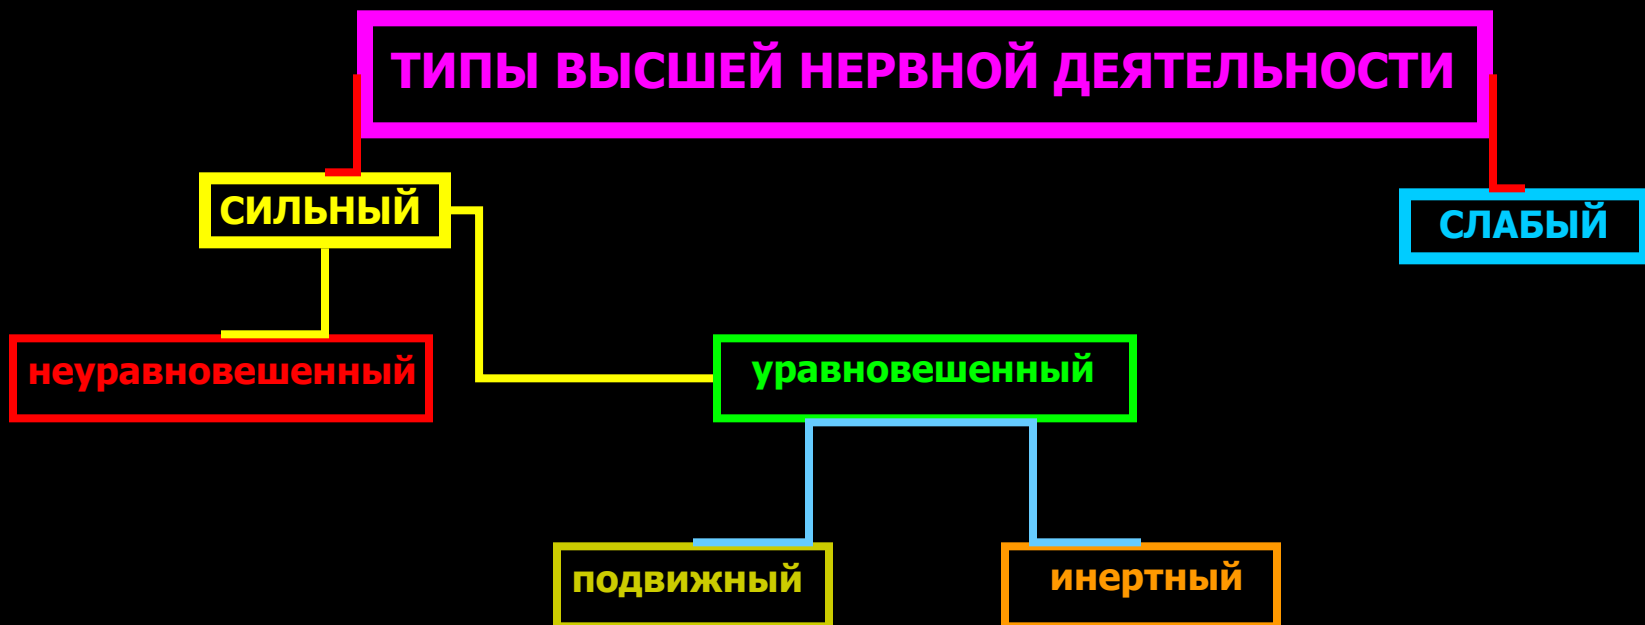 ТИПЫ ВЫСШЕЙ НЕРВНОЙ ДЕЯТЕЛЬНОСТИ
СИЛЬНЫЙ
СЛАБЫЙ
неуравновешенный
уравновешенный
подвижный
инертный